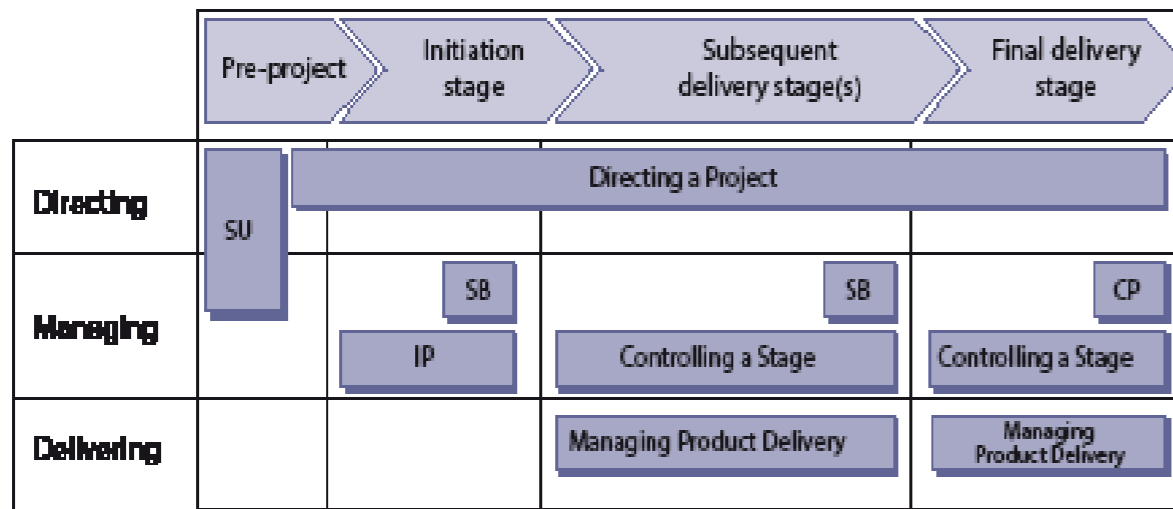 Pre-project
Initiation
stage
Subsequent
delivery stage(s)
Final delivery
stage
Directing
SU
Directing a Project
Managing
SB
SB
CP
IP
Controlling a Stage
Controlling a Stage
Delivering
Managing Product Delivery
Managing
Product Delivery